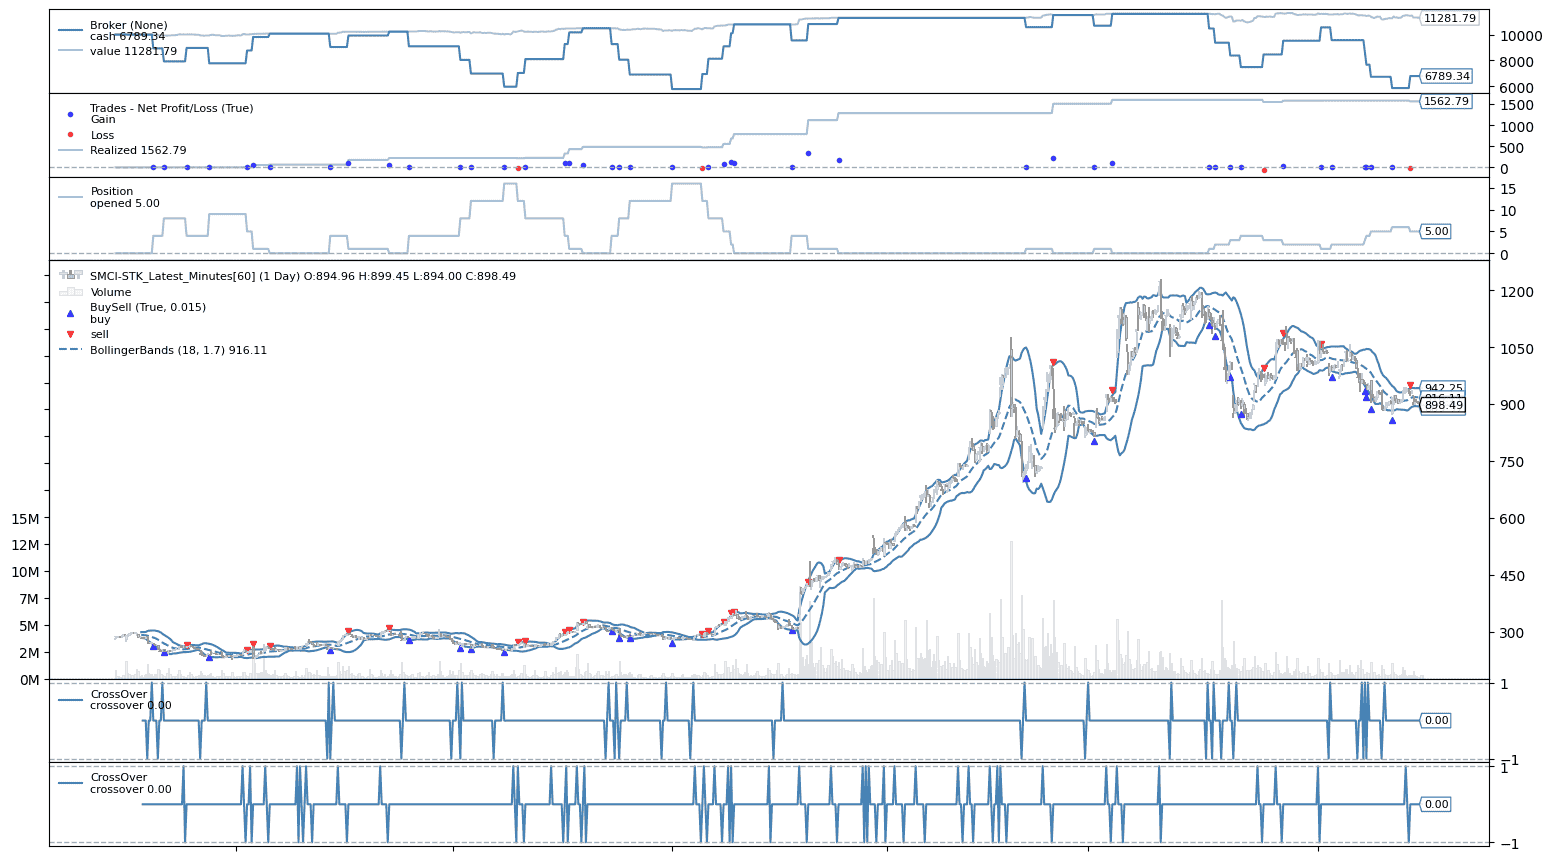 Broker (None)
cash 6789.34
value 11281.79
11281.79
10000
8000
6789.34
6000
Trades - Net Profit/Loss (True)
Gain
Loss
Realized 1562.79
1562.79
1500
1000
500
0
Position
opened 5.00
15
10
5
5.00
0
SMCI-STK_Latest_Minutes[60] (1 Day) O:894.96 H:899.45 L:894.00 C:898.49
Volume
BuySell (True, 0.015)
buy
sell
BollingerBands (18, 1.7) 916.11
1200
1050
942.25
916.11
900
898.49
750
600
450
300
15M
12M
10M
7M
5M
2M
0M
CrossOver
crossover 0.00
1
0.00
−1
CrossOver
crossover 0.00
1
0.00
−1